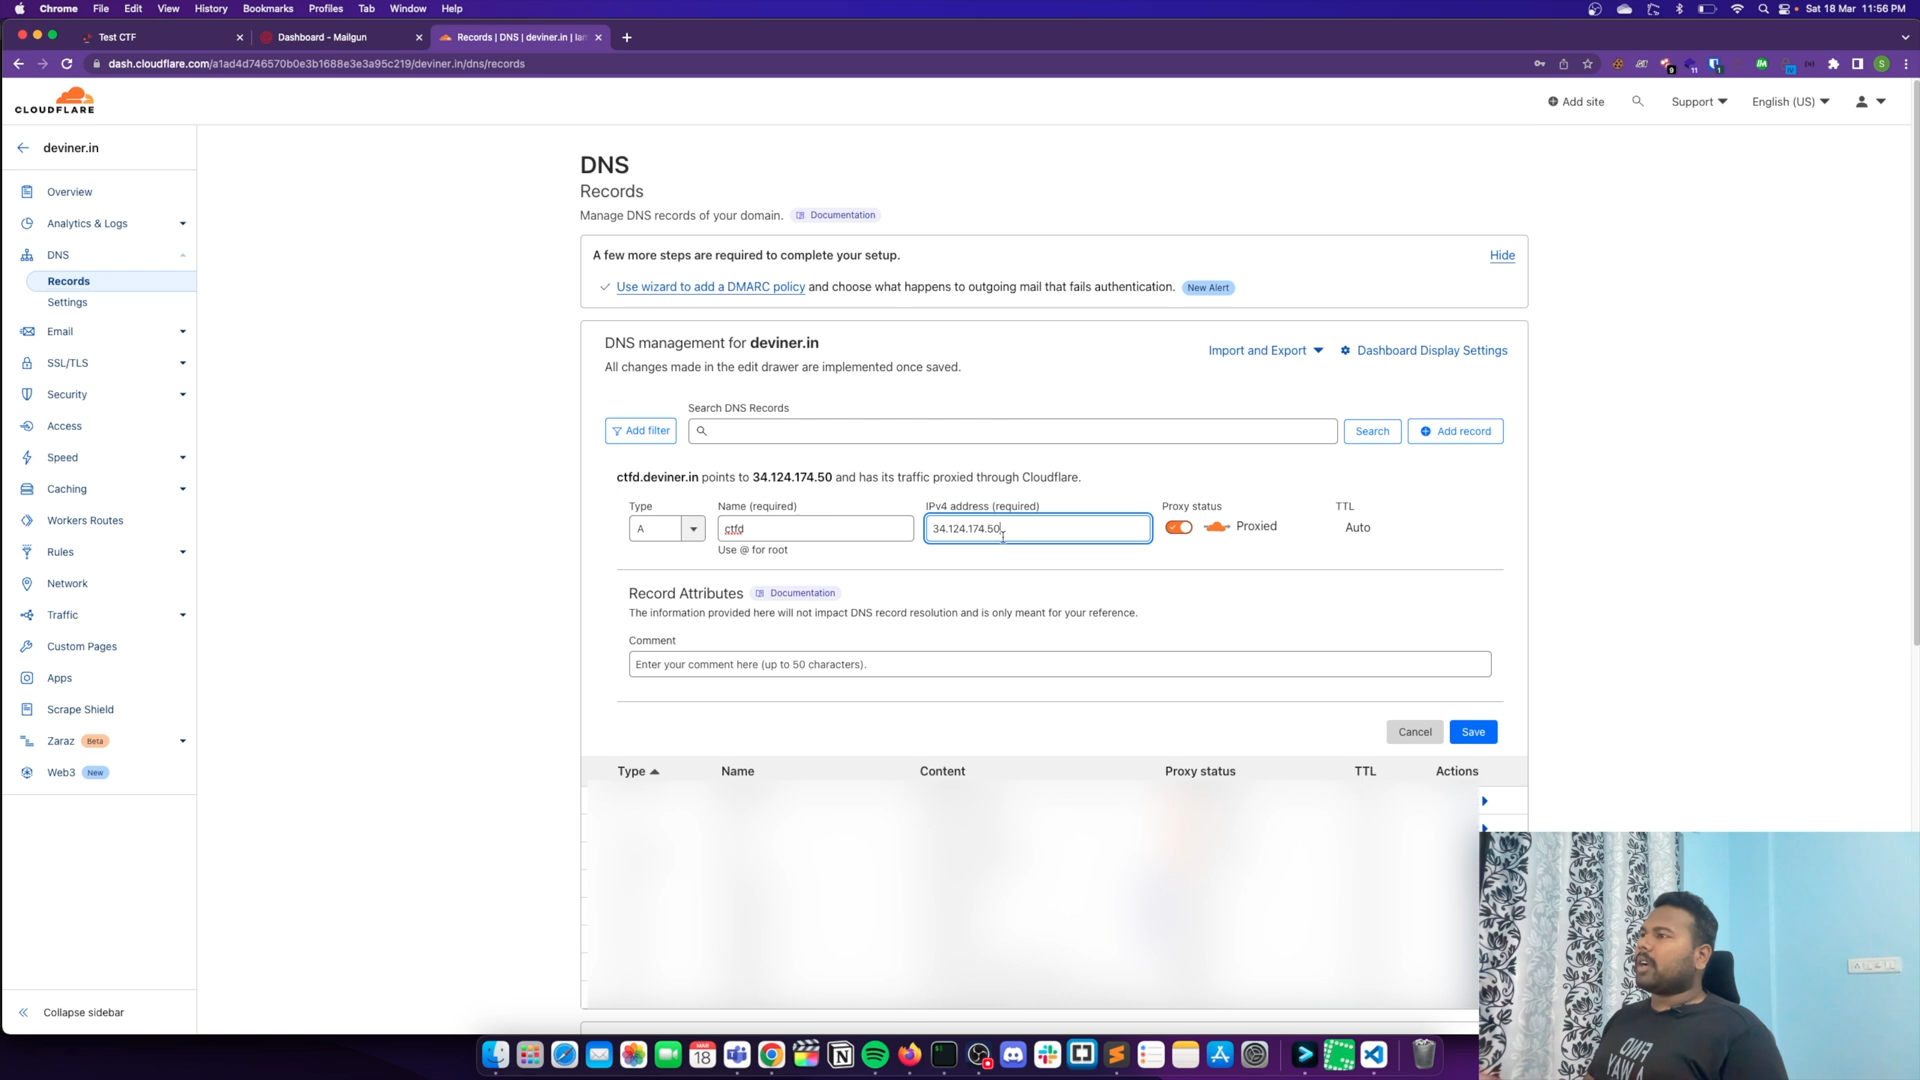 Chrome File Edit View History Bookmarks Profiles Tab Window Help
Sat 18 Mar 11:56 PM
Test CTF
Dashboard - Mailgun
Records | DNS | deviner.in | Iam
dash.cloudflare.com/a1ad4d746570b0e3b1688e3e3a95c219/deviner.in/dns/records
CLOUDFLARE
Add site
Support
English (US)
deviner.in
Overview
Analytics & Logs
DNS
Records
Settings
Email
SSL/TLS
Security
Access
Speed
Caching
Workers Routes
Rules
Network
Traffic
Custom Pages
Apps
Scrape Shield
Zaraz Beta
Web3 New
Collapse sidebar
DNS
Records
Manage DNS records of your domain. Documentation
A few more steps are required to complete your setup. Hide
Use wizard to add a DMARC policy and choose what happens to outgoing mail that fails authentication. New Alert
DNS management for deviner.in
All changes made in the edit drawer are implemented once saved.
Import and Export Dashboard Display Settings
Search DNS Records
Add filter Search Add record
ctfd.deviner.in points to 34.124.174.50 and has its traffic proxied through Cloudflare.
Type Name (required) IPv4 address (required) Proxy status TTL
A ctfd 34.124.174.50 Proxied Auto
Use @ for root
Record Attributes Documentation
The information provided here will not impact DNS record resolution and is only meant for your reference.
Comment
Enter your comment here (up to 50 characters).
Cancel Save
Type Name Content Proxy status TTL Actions
MAR
18
FIND
A WAY